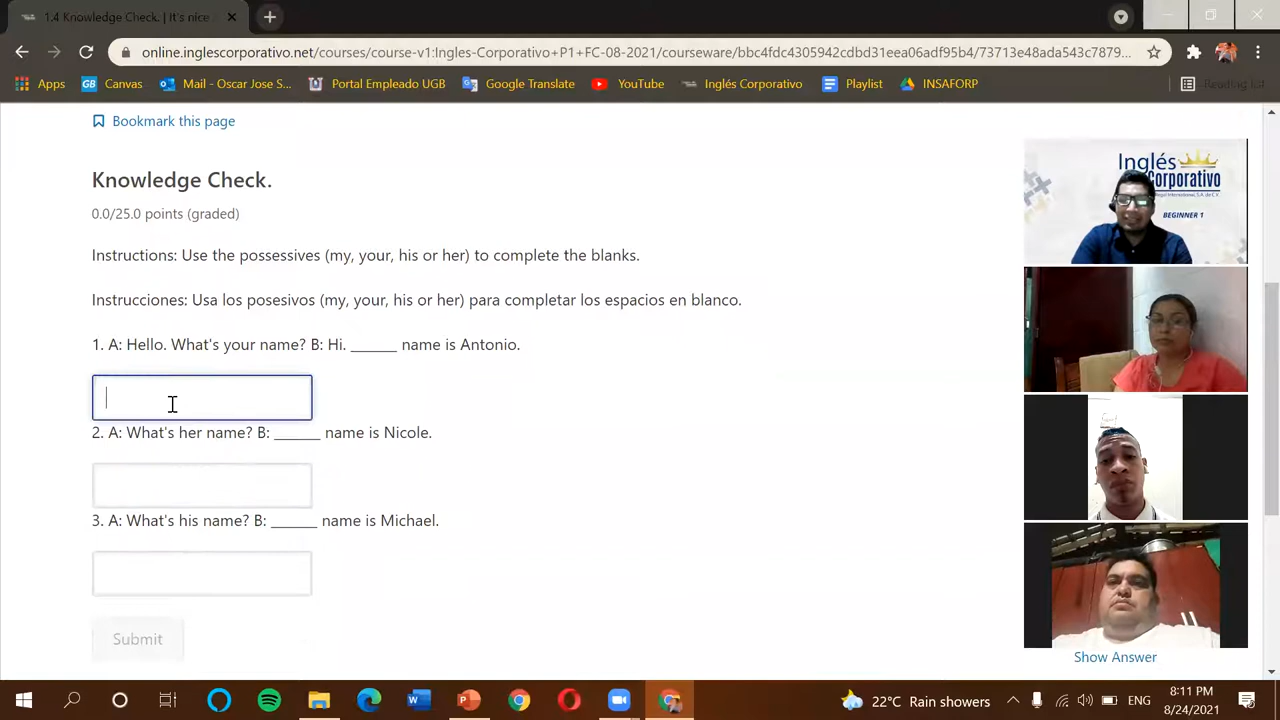 1.4 Knowledge Check. | It's nice
online.inglescorporativo.net/courses/course-v1:Ingles-Corporativo+P1+FC-08-2021/courseware/bbc4fdc4305942cdbd31eea06adf95b4/73713e48ada543c7879...
Apps Canvas Mail - Oscar Jose S... Portal Empleado UGB Google Translate YouTube Inglés Corporativo Playlist INSAFORP Reading list
Bookmark this page
Knowledge Check.
0.0/25.0 points (graded)
Instructions: Use the possessives (my, your, his or her) to complete the blanks.
Instrucciones: Usa los posesivos (my, your, his or her) para completar los espacios en blanco.
1. A: Hello. What's your name? B: Hi. ______ name is Antonio.
2. A: What's her name? B: ______ name is Nicole.
3. A: What's his name? B: ______ name is Michael.
Submit
Show Answer
Inglés
Corporativo
BEGINNER 1
22°C Rain showers
ENG
8:11 PM
8/24/2021